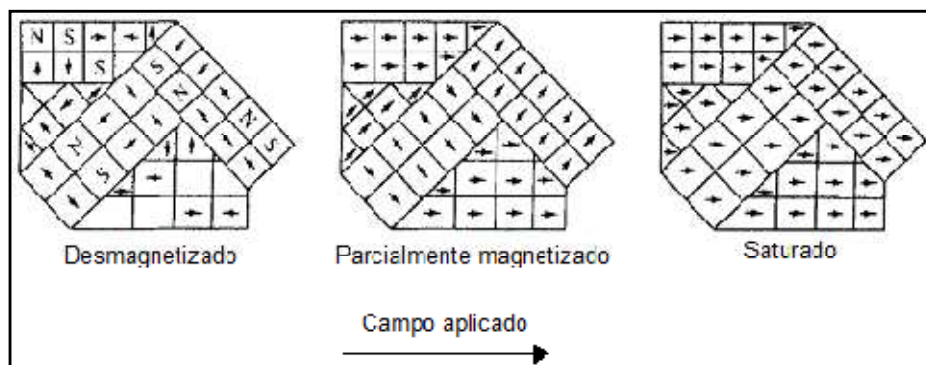 N S
S
S
N
N
N
S
S
Desmagnetizado
Parcialmente magnetizado
Saturado
Campo aplicado